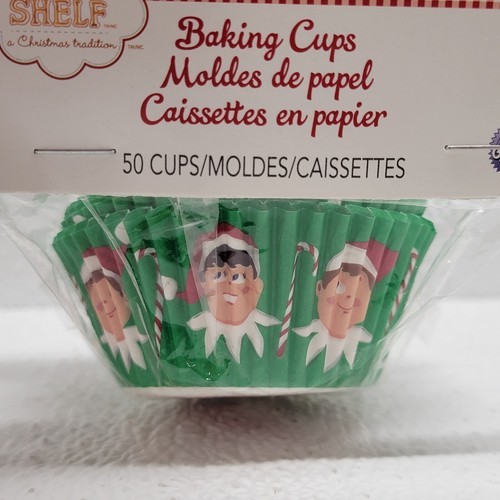 SHELF
a Christmas tradition
Baking Cups
Moldes de papel
Caissettes en papier
50 CUPS/MOLDES/CAISSETTES